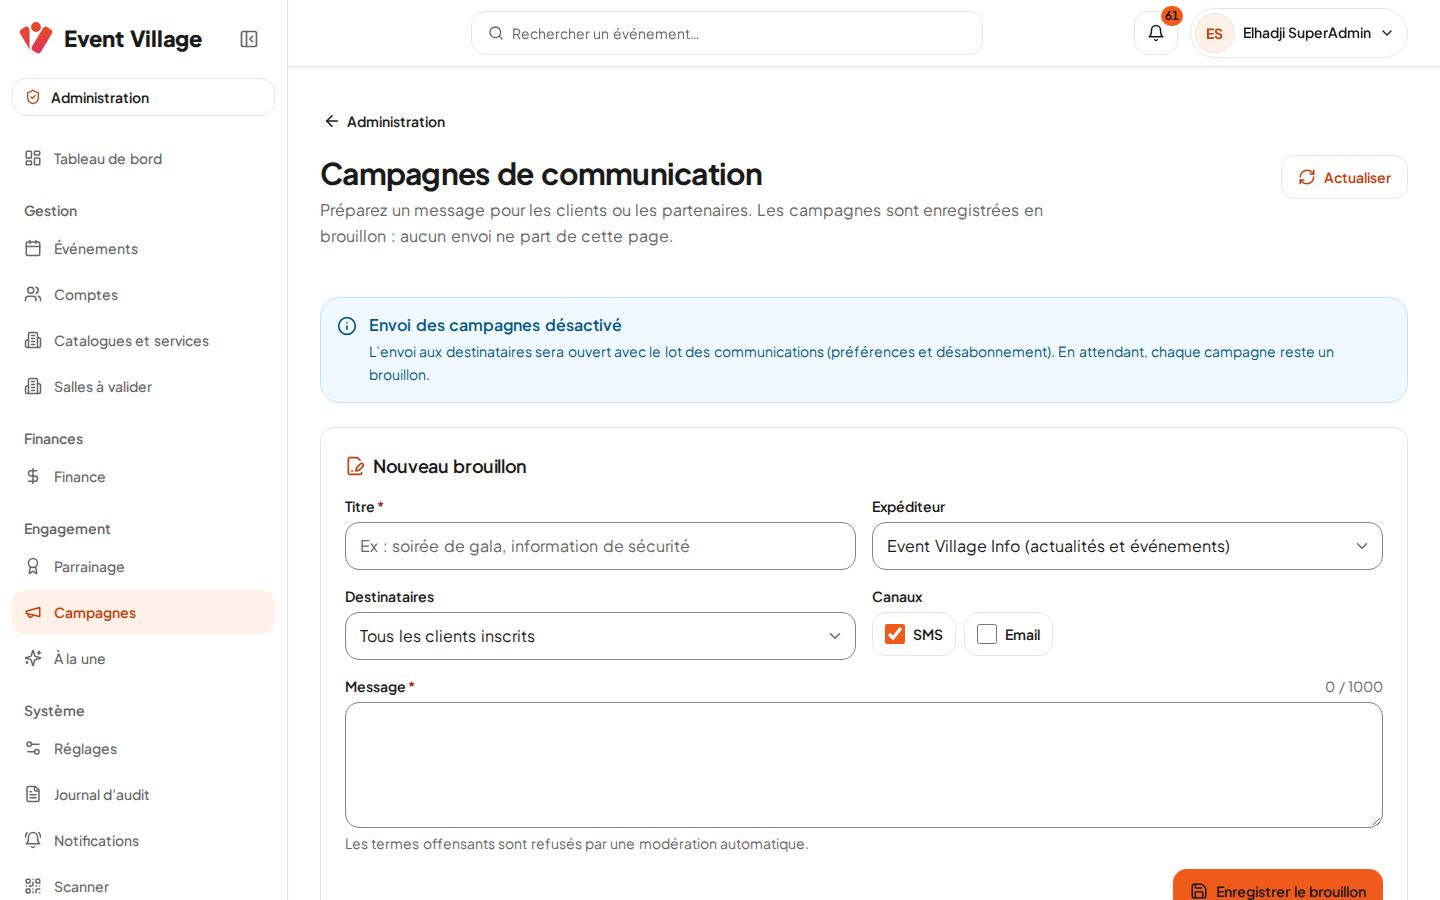 Event Village
Rechercher un événement…
61
ES
Elhadji SuperAdmin
Administration
Tableau de bord
Gestion
Événements
Comptes
Catalogues et services
Salles à valider
Finances
Finance
Engagement
Parrainage
Campagnes
À la une
Système
Réglages
Journal d’audit
Notifications
Scanner
Administration
Campagnes de communication
Actualiser
Préparez un message pour les clients ou les partenaires. Les campagnes sont enregistrées en
brouillon : aucun envoi ne part de cette page.
Envoi des campagnes désactivé
L’envoi aux destinataires sera ouvert avec le lot des communications (préférences et désabonnement). En attendant, chaque campagne reste un
brouillon.
Nouveau brouillon
Titre *
Expéditeur
Ex : soirée de gala, information de sécurité
Event Village Info (actualités et événements)
Destinataires
Canaux
Tous les clients inscrits
SMS
Email
Message *
0 / 1000
Les termes offensants sont refusés par une modération automatique.
Enregistrer le brouillon